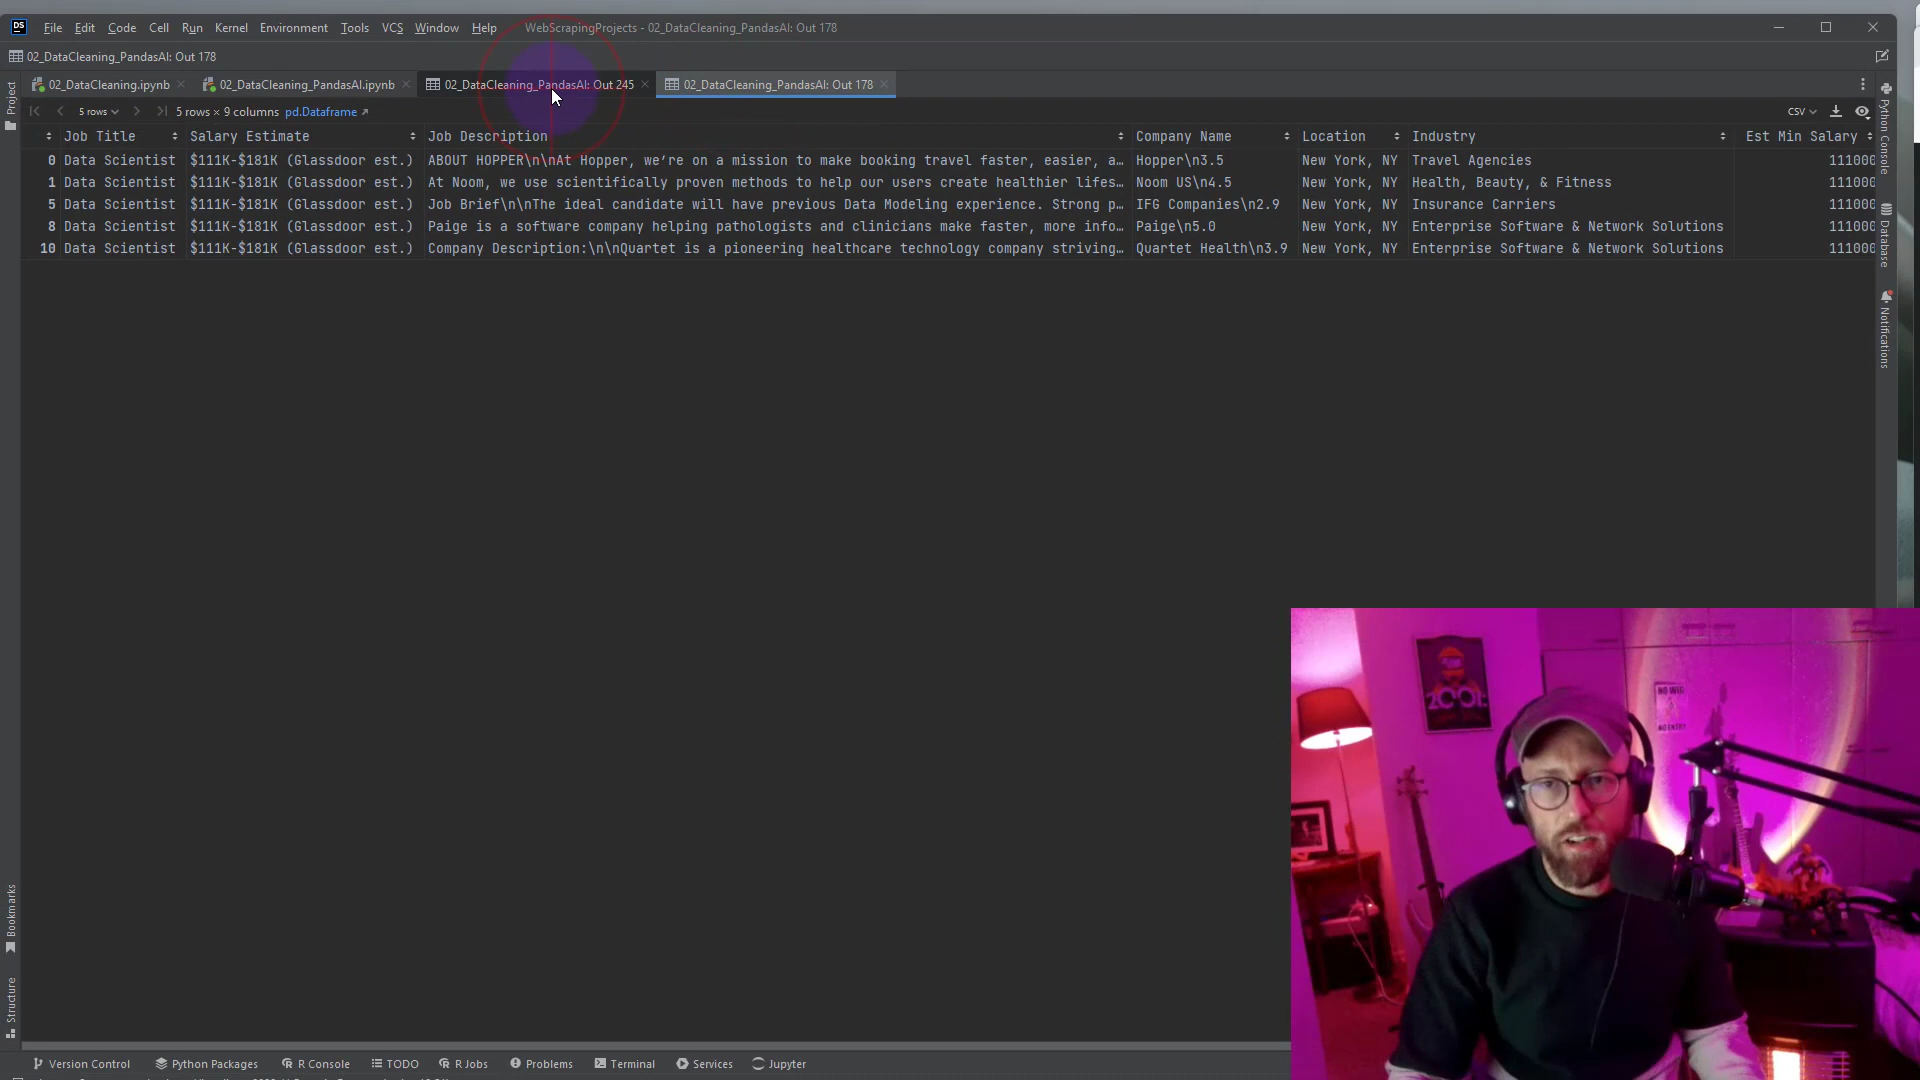 DS File Edit Code Cell Run Kernel Environment Tools VCS Window Help WebScrapingProjects - 02_DataCleaning_PandasAI: Out 178
02_DataCleaning_PandasAI: Out 178
02_DataCleaning.ipynb 02_DataCleaning_PandasAI.ipynb 02_DataCleaning_PandasAI: Out 245 02_DataCleaning_PandasAI: Out 178
5 rows 5 rows × 9 columns pd.Dataframe CSV
Job Title Salary Estimate Job Description Company Name Location Industry Est Min Salary
0 Data Scientist $111K-$181K (Glassdoor est.) ABOUT HOPPER\n\nAt Hopper, we’re on a mission to make booking travel faster, easier, a… Hopper\n3.5 New York, NY Travel Agencies 111000
1 Data Scientist $111K-$181K (Glassdoor est.) At Noom, we use scientifically proven methods to help our users create healthier lifes… Noom US\n4.5 New York, NY Health, Beauty, & Fitness 111000
5 Data Scientist $111K-$181K (Glassdoor est.) Job Brief\n\nThe ideal candidate will have previous Data Modeling experience. Strong p… IFG Companies\n2.9 New York, NY Insurance Carriers 111000
8 Data Scientist $111K-$181K (Glassdoor est.) Paige is a software company helping pathologists and clinicians make faster, more info… Paige\n5.0 New York, NY Enterprise Software & Network Solutions 111000
10 Data Scientist $111K-$181K (Glassdoor est.) Company Description:\n\nQuartet is a pioneering healthcare technology company striving… Quartet Health\n3.9 New York, NY Enterprise Software & Network Solutions 111000
Project
Bookmarks
Structure
Python Console
Database
Notifications
2001
Version Control Python Packages R Console TODO R Jobs Problems Terminal Services Jupyter